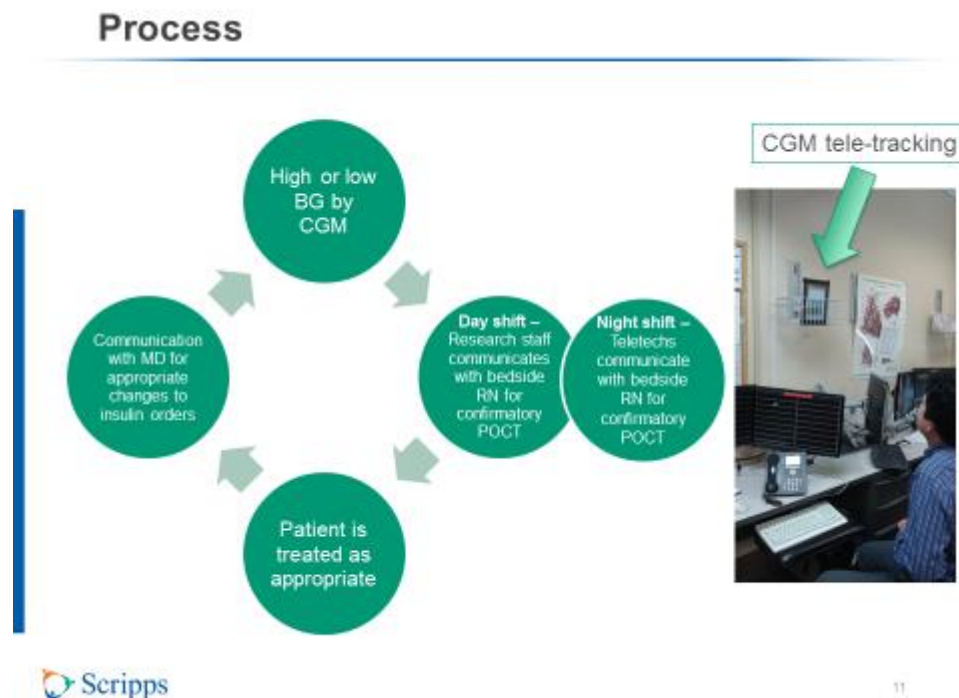 Process
High or low
BG by
CGM
Day shift –
Research staff
communicates
with bedside
RN for
confirmatory
POCT
Night shift –
Teletechs
communicate
with bedside
RN for
confirmatory
POCT
Patient is
treated as
appropriate
Communication
with MD for
appropriate
changes to
insulin orders
CGM tele-tracking
Scripps
11